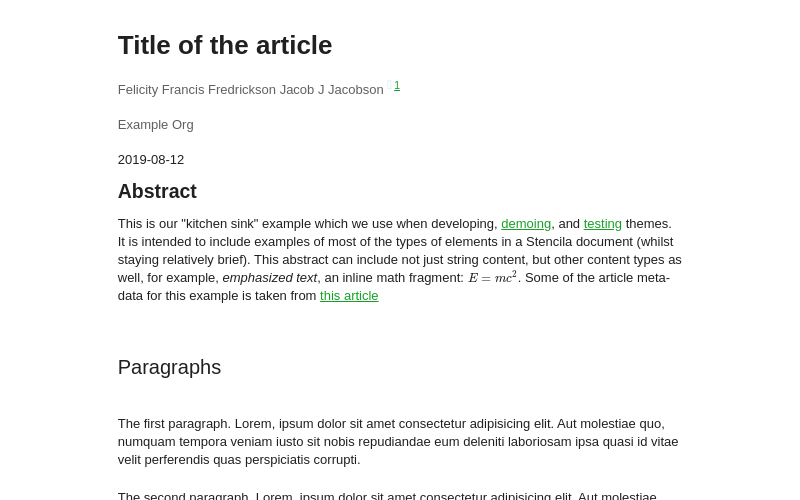 Title of the article
Felicity Francis Fredrickson Jacob J Jacobson 1
Example Org
2019-08-12
Abstract
This is our "kitchen sink" example which we use when developing, demoing, and testing themes.
It is intended to include examples of most of the types of elements in a Stencila document (whilst
staying relatively brief). This abstract can include not just string content, but other content types as
well, for example, emphasized text, an inline math fragment: E = mc². Some of the article meta-
data for this example is taken from this article
Paragraphs
The first paragraph. Lorem, ipsum dolor sit amet consectetur adipisicing elit. Aut molestiae quo,
numquam tempora veniam iusto sit nobis repudiandae eum deleniti laboriosam ipsa quasi id vitae
velit perferendis quas perspiciatis corrupti.
The second paragraph. Lorem, ipsum dolor sit amet consectetur adipisicing elit. Aut molestiae